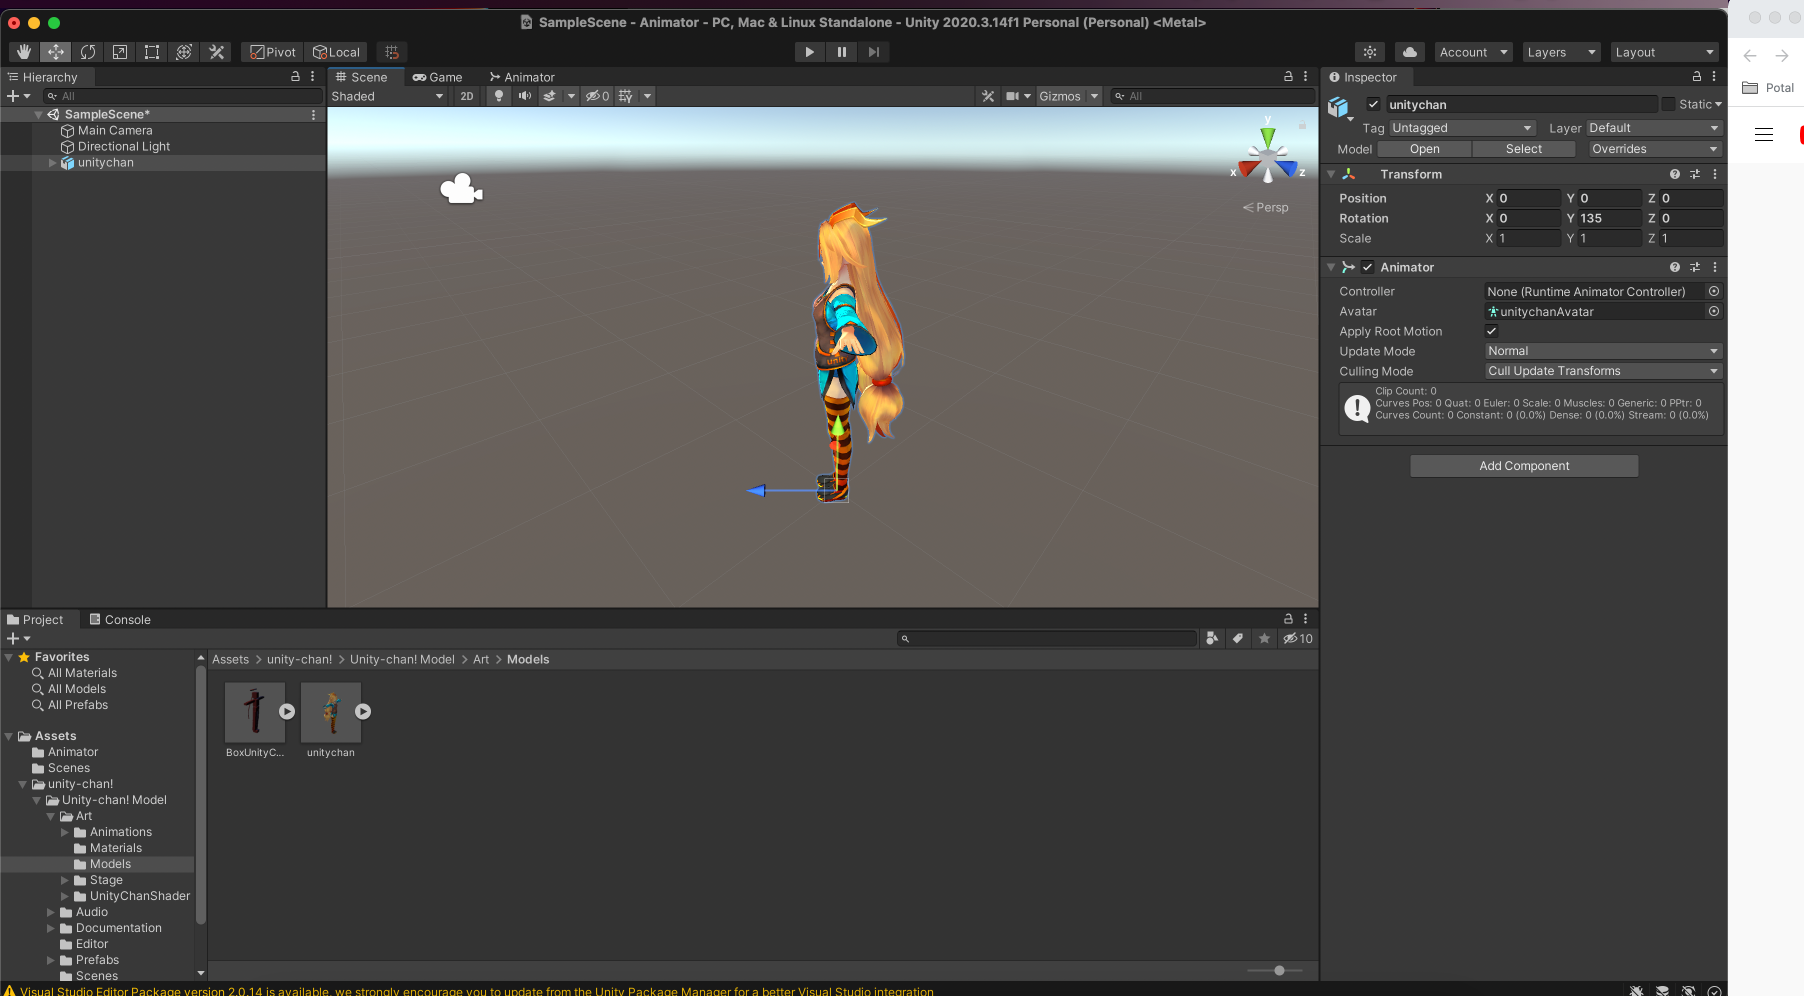 SampleScene - Animator - PC, Mac & Linux Standalone - Unity 2020.3.14f1 Personal (Personal) <Metal>
Pivot
Local
Account
Layers
Layout
Hierarchy
All
SampleScene*
Main Camera
Directional Light
unitychan
Scene
Game
Animator
Shaded
2D
0
Gizmos
All
y
x
z
Persp
Inspector
unitychan
Static
Tag Untagged
Layer Default
Model Open Select Overrides
Transform
Position X 0 Y 0 Z 0
Rotation X 0 Y 135 Z 0
Scale X 1 Y 1 Z 1
Animator
Controller None (Runtime Animator Controller)
Avatar unitychanAvatar
Apply Root Motion
Update Mode Normal
Culling Mode Cull Update Transforms
Clip Count: 0
Curves Pos: 0 Quat: 0 Euler: 0 Scale: 0 Muscles: 0 Generic: 0 PPtr: 0
Curves Count: 0 Constant: 0 (0.0%) Dense: 0 (0.0%) Stream: 0 (0.0%)
Add Component
Potal
Project
Console
10
Favorites
All Materials
All Models
All Prefabs
Assets
Animator
Scenes
unity-chan!
Unity-chan! Model
Art
Animations
Materials
Models
Stage
UnityChanShader
Audio
Documentation
Editor
Prefabs
Scenes
Assets > unity-chan! > Unity-chan! Model > Art > Models
BoxUnityC...
unitychan
Visual Studio Editor Package version 2.0.14 is available, we strongly encourage you to update from the Unity Package Manager for a better Visual Studio integration